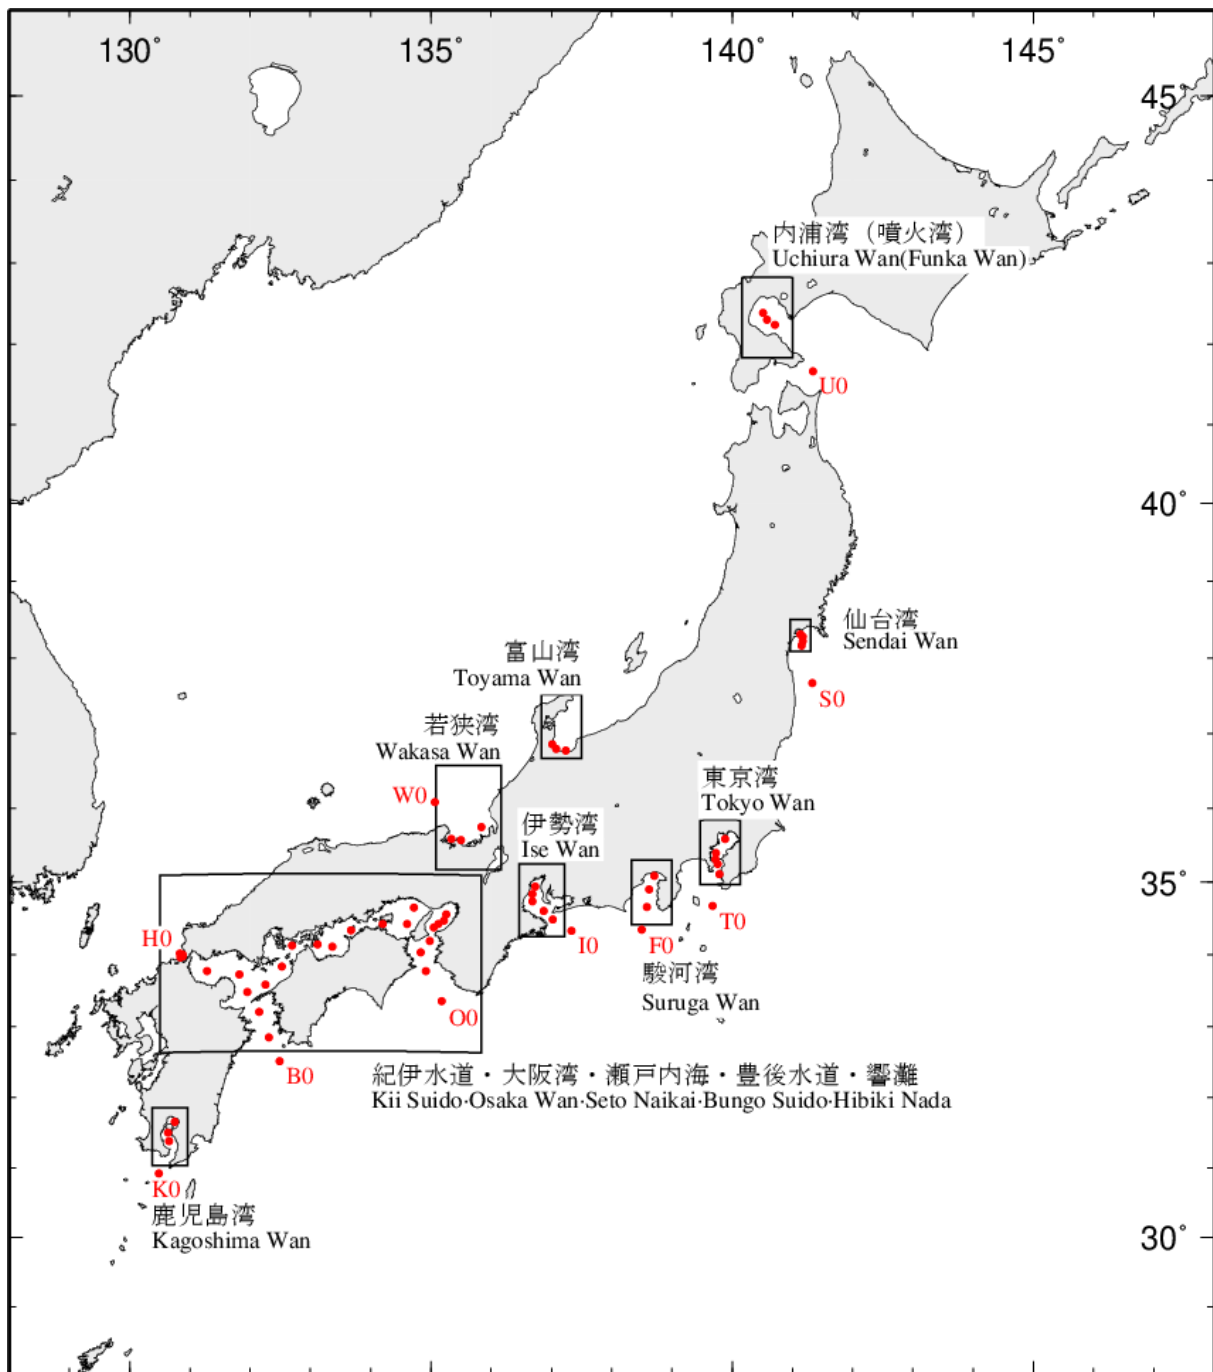 130°
135°
140°
145°
45°
内浦湾（噴火湾）
Uchiura Wan(Funka Wan)
U0
40°
仙台湾
Sendai Wan
富山湾
Toyama Wan
S0
若狭湾
Wakasa Wan
東京湾
Tokyo Wan
W0
伊勢湾
Ise Wan
35°
T0
H0
I0
F0
駿河湾
Suruga Wan
O0
B0
紀伊水道・大阪湾・瀬戸内海・豊後水道・響灘
Kii Suido·Osaka Wan·Seto Naikai·Bungo Suido·Hibiki Nada
K0
鹿児島湾
Kagoshima Wan
30°